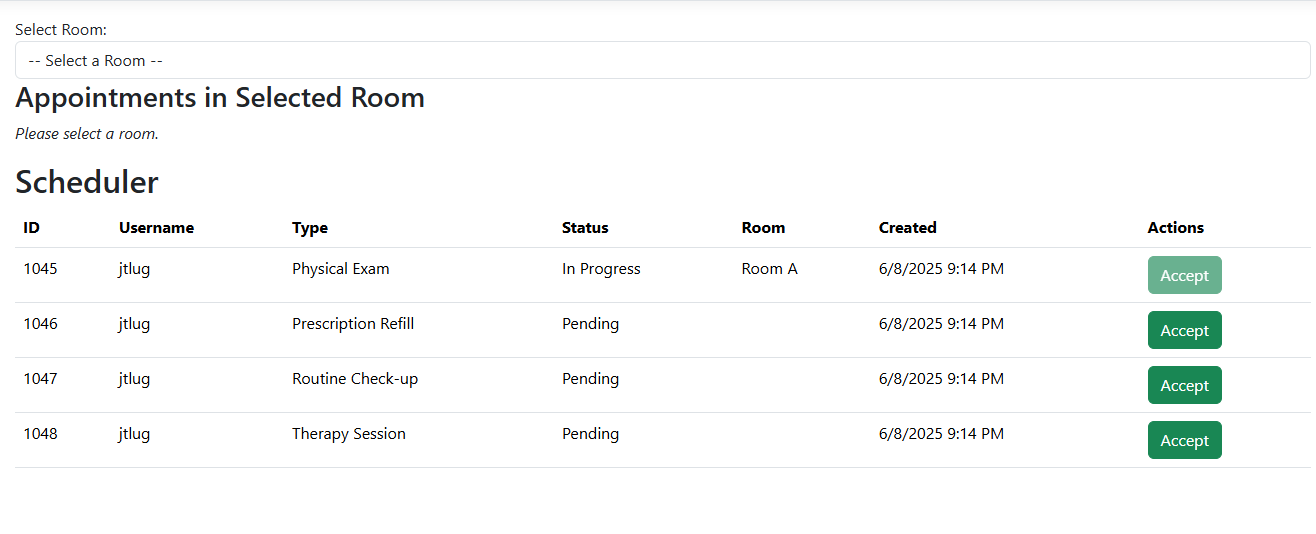 Select Room:
-- Select a Room --
Appointments in Selected Room
Please select a room.
Scheduler
ID Username Type Status Room Created Actions
1045 jtlug Physical Exam In Progress Room A 6/8/2025 9:14 PM Accept
1046 jtlug Prescription Refill Pending 6/8/2025 9:14 PM Accept
1047 jtlug Routine Check-up Pending 6/8/2025 9:14 PM Accept
1048 jtlug Therapy Session Pending 6/8/2025 9:14 PM Accept